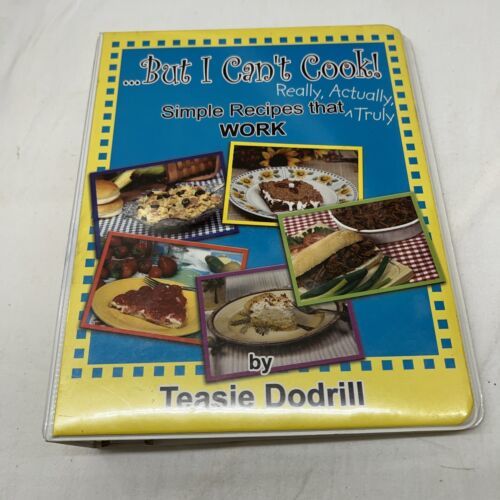 ...But I Can't Cook!
Really, Actually,
Simple Recipes that ^ Truly
WORK
by
Teasie Dodrill